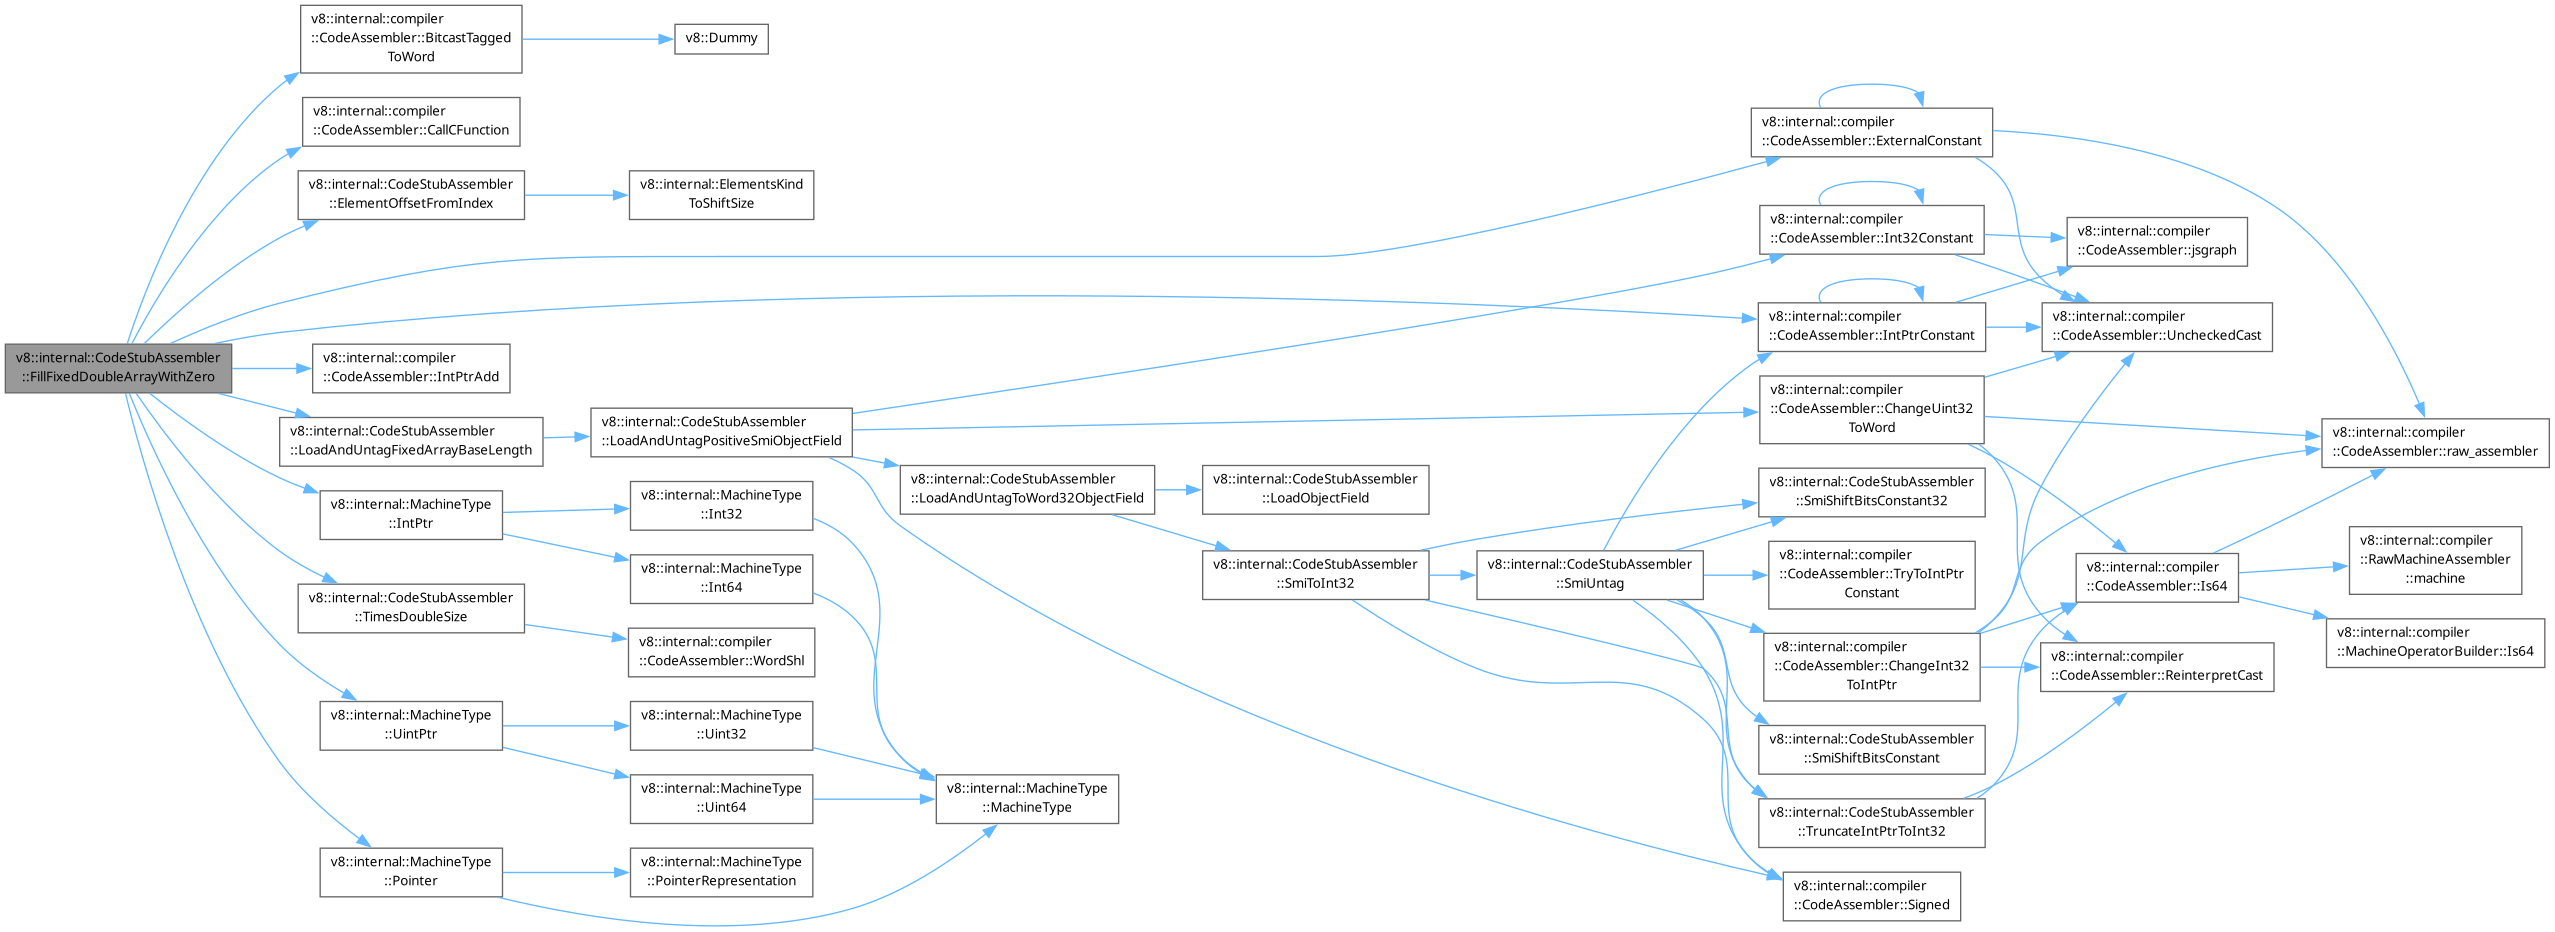 v8::internal::CodeStubAssembler
::FillFixedDoubleArrayWithZero
v8::internal::compiler
::CodeAssembler::BitcastTagged
ToWord
v8::Dummy
v8::internal::compiler
::CodeAssembler::CallCFunction
v8::internal::CodeStubAssembler
::ElementOffsetFromIndex
v8::internal::ElementsKind
ToShiftSize
v8::internal::compiler
::CodeAssembler::ExternalConstant
v8::internal::compiler
::CodeAssembler::Int32Constant
v8::internal::compiler
::CodeAssembler::jsgraph
v8::internal::compiler
::CodeAssembler::IntPtrConstant
v8::internal::compiler
::CodeAssembler::UncheckedCast
v8::internal::compiler
::CodeAssembler::IntPtrAdd
v8::internal::CodeStubAssembler
::LoadAndUntagFixedArrayBaseLength
v8::internal::CodeStubAssembler
::LoadAndUntagPositiveSmiObjectField
v8::internal::compiler
::CodeAssembler::ChangeUint32
ToWord
v8::internal::compiler
::CodeAssembler::raw_assembler
v8::internal::CodeStubAssembler
::LoadAndUntagToWord32ObjectField
v8::internal::CodeStubAssembler
::LoadObjectField
v8::internal::CodeStubAssembler
::SmiShiftBitsConstant32
v8::internal::MachineType
::IntPtr
v8::internal::MachineType
::Int32
v8::internal::MachineType
::Int64
v8::internal::CodeStubAssembler
::SmiToInt32
v8::internal::CodeStubAssembler
::SmiUntag
v8::internal::compiler
::CodeAssembler::TryToIntPtr
Constant
v8::internal::compiler
::CodeAssembler::Is64
v8::internal::compiler
::RawMachineAssembler
::machine
v8::internal::compiler
::MachineOperatorBuilder::Is64
v8::internal::CodeStubAssembler
::TimesDoubleSize
v8::internal::compiler
::CodeAssembler::WordShl
v8::internal::compiler
::CodeAssembler::ChangeInt32
ToIntPtr
v8::internal::compiler
::CodeAssembler::ReinterpretCast
v8::internal::MachineType
::UintPtr
v8::internal::MachineType
::Uint32
v8::internal::MachineType
::Uint64
v8::internal::MachineType
::MachineType
v8::internal::CodeStubAssembler
::SmiShiftBitsConstant
v8::internal::CodeStubAssembler
::TruncateIntPtrToInt32
v8::internal::MachineType
::Pointer
v8::internal::MachineType
::PointerRepresentation
v8::internal::compiler
::CodeAssembler::Signed